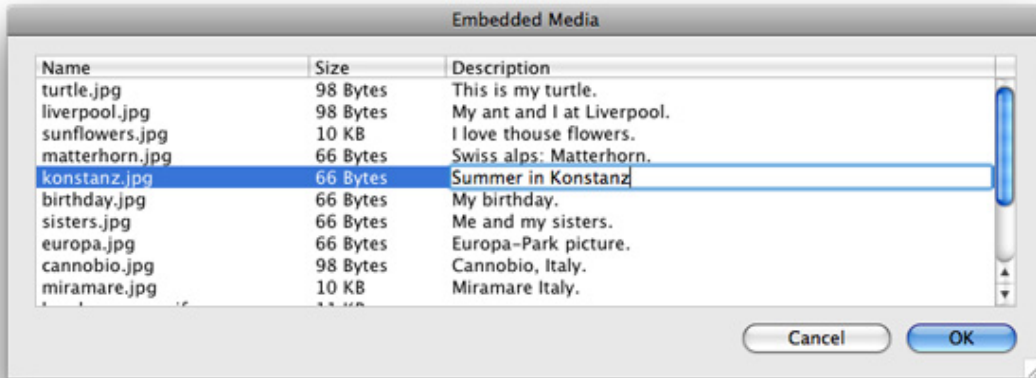 Embedded Media
Name Size Description
turtle.jpg 98 Bytes This is my turtle.
liverpool.jpg 98 Bytes My ant and I at Liverpool.
sunflowers.jpg 10 KB I love thouse flowers.
matterhorn.jpg 66 Bytes Swiss alps: Matterhorn.
konstanz.jpg 66 Bytes Summer in Konstanz
birthday.jpg 66 Bytes My birthday.
sisters.jpg 66 Bytes Me and my sisters.
europa.jpg 66 Bytes Europa-Park picture.
cannobio.jpg 98 Bytes Cannobio, Italy.
miramare.jpg 10 KB Miramare Italy.
Cancel OK